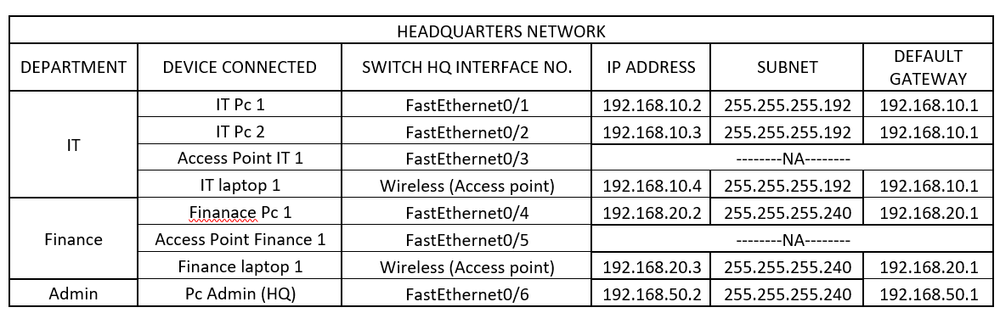 HEADQUARTERS NETWORK
DEPARTMENT DEVICE CONNECTED SWITCH HQ INTERFACE NO. IP ADDRESS SUBNET DEFAULT GATEWAY
IT
IT Pc 1 FastEthernet0/1 192.168.10.2 255.255.255.192 192.168.10.1
IT Pc 2 FastEthernet0/2 192.168.10.3 255.255.255.192 192.168.10.1
Access Point IT 1 FastEthernet0/3 --------NA--------
IT laptop 1 Wireless (Access point) 192.168.10.4 255.255.255.192 192.168.10.1
Finance
Finanace Pc 1 FastEthernet0/4 192.168.20.2 255.255.255.240 192.168.20.1
Access Point Finance 1 FastEthernet0/5 --------NA--------
Finance laptop 1 Wireless (Access point) 192.168.20.3 255.255.255.240 192.168.20.1
Admin Pc Admin (HQ) FastEthernet0/6 192.168.50.2 255.255.255.240 192.168.50.1